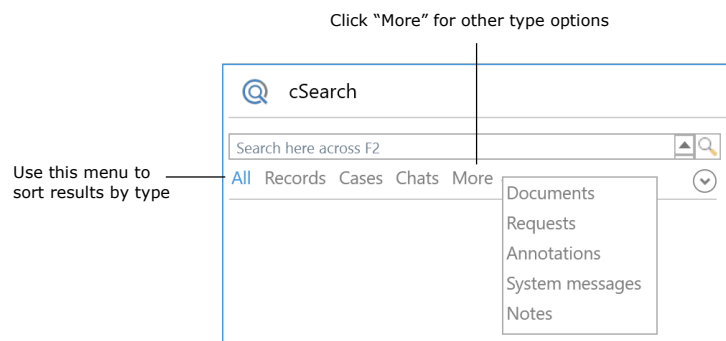 Click “More” for other type options
cSearch
Search here across F2
Use this menu to
sort results by type
All Records Cases Chats More
Documents
Requests
Annotations
System messages
Notes